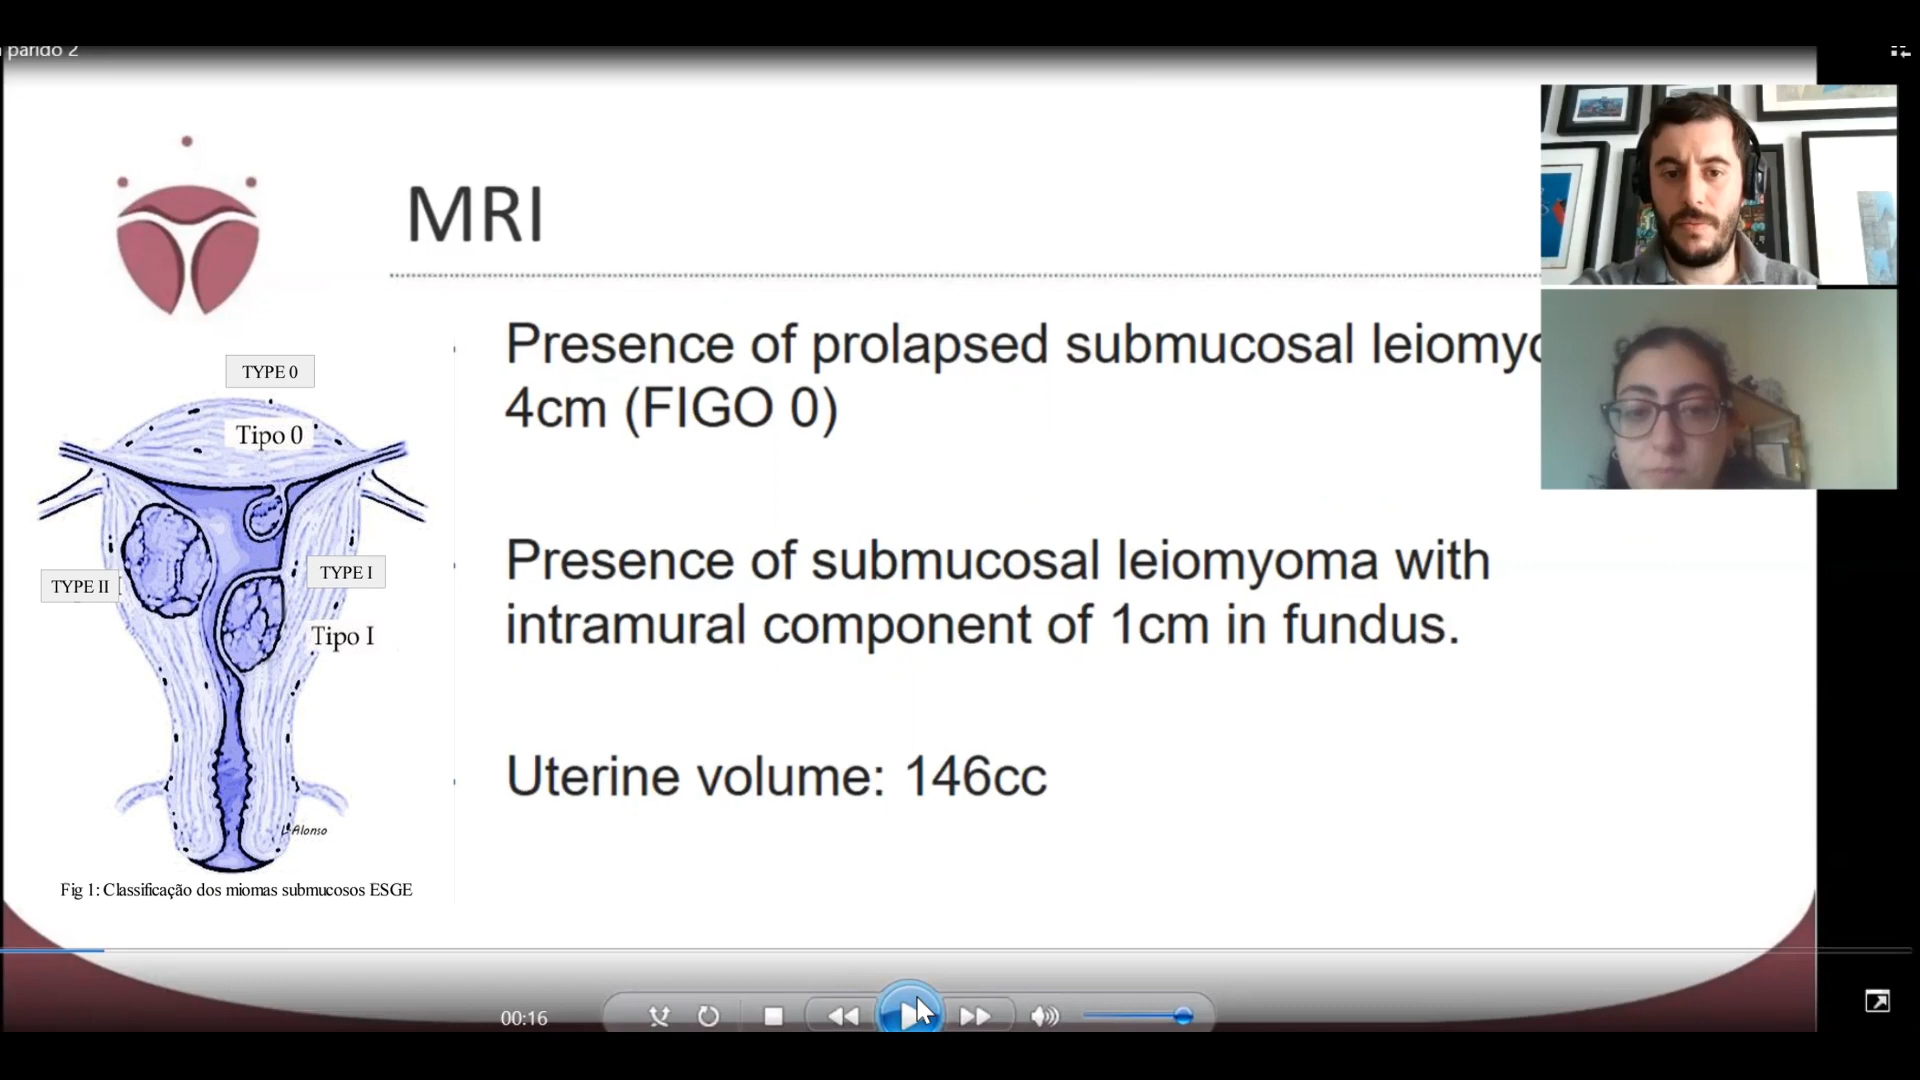 parido 2
MRI
Presence of prolapsed submucosal
4cm (FIGO 0)
Presence of submucosal leiomyoma with
intramural component of 1cm in fundus.
Uterine volume: 146cc
TYPE 0
Tipo 0
TYPE I
TYPE II
Tipo I
L Alonso
Fig 1: Classificação dos miomas submucosos ESGE
00:16